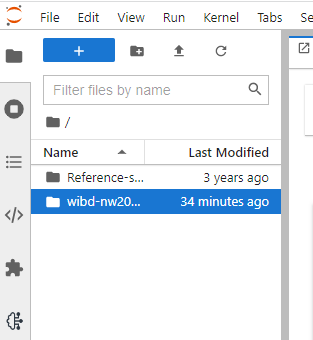 File Edit View Run Kernel Tabs Se
Filter files by name
/
Name Last Modified
Reference-s... 3 years ago
wibd-nw20... 34 minutes ago